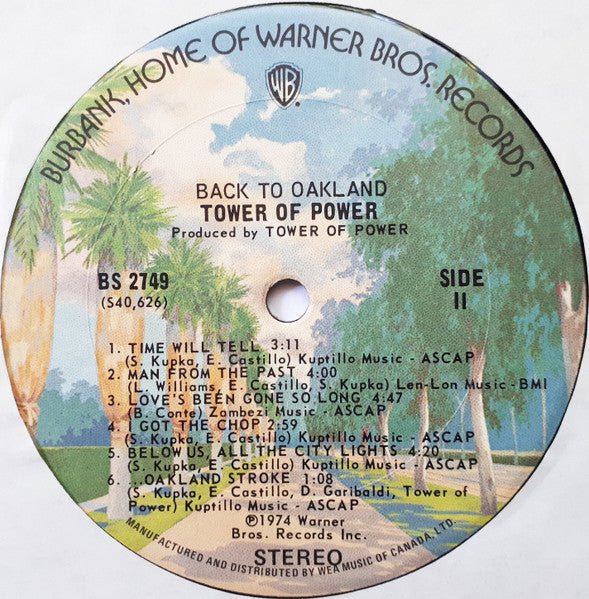 BURBANK, HOME OF WARNER BROS. RECORDS
WB
BACK TO OAKLAND
TOWER OF POWER
Produced by TOWER OF POWER
BS 2749
(S40,626)
SIDE
II
1. TIME WILL TELL 3:11
(S. Kupka, E. Castillo) Kuptillo Music - ASCAP
2. MAN FROM THE PAST 4:00
(L. Williams, E. Castillo, S. Kupka) Len-Lon Music - BMI
3. LOVE'S BEEN GONE SO LONG 4:47
(B. Conte) Zambezi Music - ASCAP
4. I GOT THE CHOP 2:59
(S. Kupka, E. Castillo) Kuptillo Music - ASCAP
5. BELOW US, ALL THE CITY LIGHTS 4:20
(S. Kupka, E. Castillo) Kuptillo Music - ASCAP
6. ...OAKLAND STROKE 1:08
(S. Kupka, E. Castillo, D. Garibaldi, Tower of
Power) Kuptillo Music - ASCAP
℗1974 Warner
Bros. Records Inc.
STEREO
MANUFACTURED AND DISTRIBUTED BY WEA MUSIC OF CANADA, LTD.